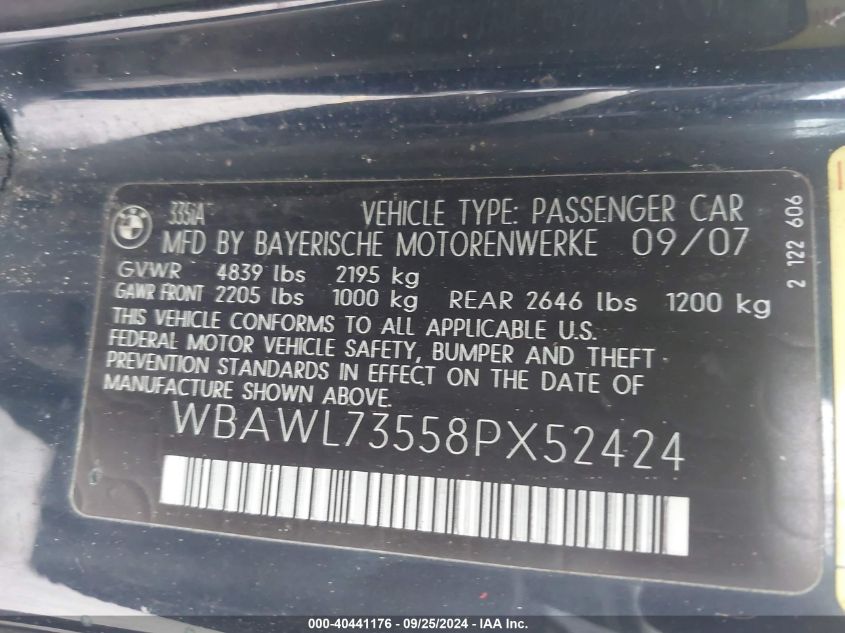 BMW
335iA
VEHICLE TYPE: PASSENGER CAR
MFD BY BAYERISCHE MOTORENWERKE 09/07
GVWR 4839 lbs 2195 kg
GAWR FRONT 2205 lbs 1000 kg REAR 2646 lbs 1200 kg
THIS VEHICLE CONFORMS TO ALL APPLICABLE U.S.
FEDERAL MOTOR VEHICLE SAFETY, BUMPER AND THEFT
PREVENTION STANDARDS IN EFFECT ON THE DATE OF
MANUFACTURE SHOWN ABOVE.
WBAWL73558PX52424
2 122 606
000-40441176 - 09/25/2024 - © IAA Inc.